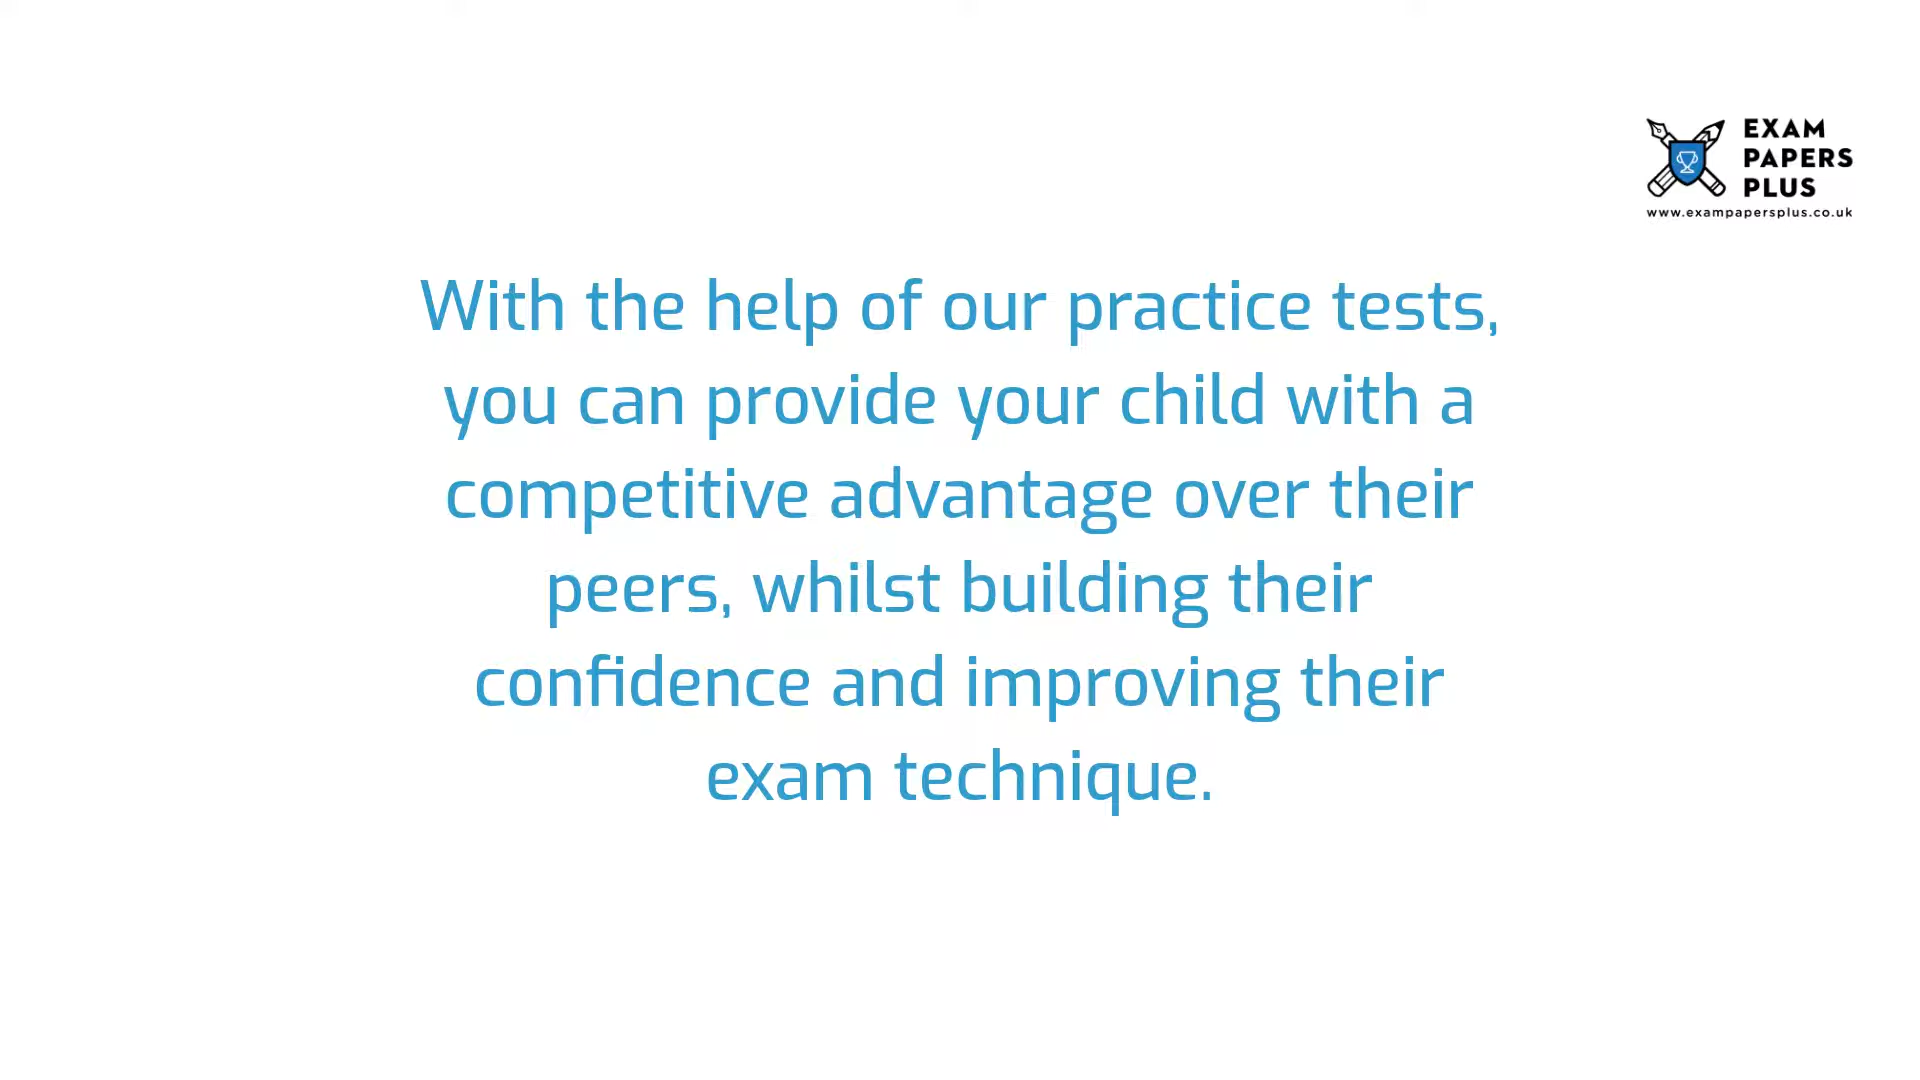 EXAM
PAPERS
PLUS
www.exampapersplus.co.uk
With the help of our practice tests,
you can provide your child with a
competitive advantage over their
peers, whilst building their
confidence and improving their
exam technique.